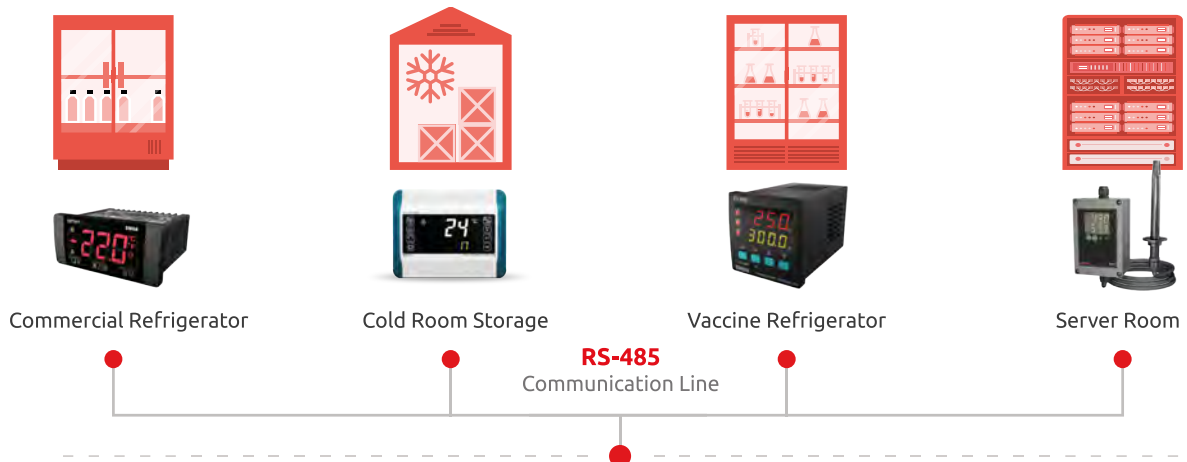 -22.0
24
17
250.
300.0
Commercial Refrigerator
Cold Room Storage
Vaccine Refrigerator
Server Room
RS-485
Communication Line